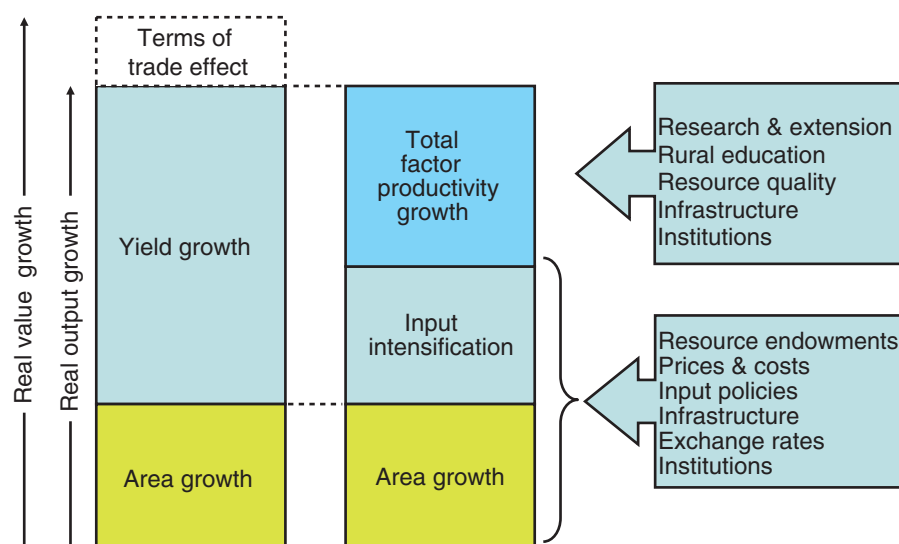 Real value growth
Real output growth
Terms of
trade effect
Yield growth
Area growth
Total
factor
productivity
growth
Input
intensification
Area growth
Research & extension
Rural education
Resource quality
Infrastructure
Institutions
Resource endowments
Prices & costs
Input policies
Infrastructure
Exchange rates
Institutions